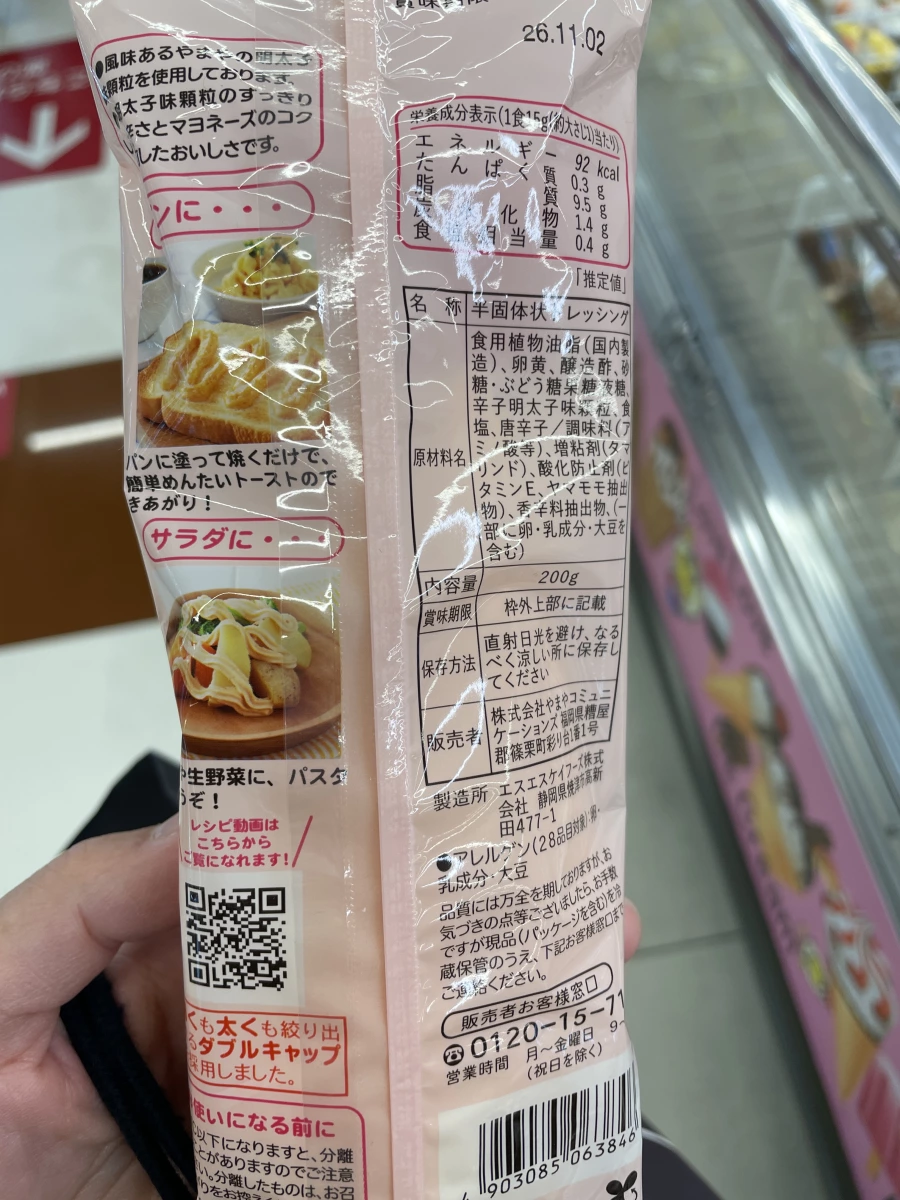 賞味期限
26.11.02
●風味あるやまやの明太子
顆粒を使用しております。
太子味顆粒のすっきり
辛さとマヨネーズのコク
したおいしさです。
ンに・・・
パンに塗って焼くだけで、
簡単めんたいトーストので
きあがり！
サラダに・・・
や生野菜に、パスタ
うぞ！
レシピ動画は
こちらから
ご覧になれます！
くも太くも絞り出
るダブルキャップ
採用しました。
使いになる前に
以下になりますと、分離
とがありますのでご注意
い。分離したものは、お召
栄養成分表示(1食15g(約大さじ1)当たり)
エネルギー 92 kcal
たんぱく質 0.3 g
脂質 9.5 g
炭水化物 1.4 g
食塩相当量 0.4 g
「推定値」
名称 半固体状ドレッシング
原材料名
食用植物油脂(国内製
造)、卵黄、醸造酢、砂
糖・ぶどう糖果糖液糖、
辛子明太子味顆粒、食
塩、唐辛子／調味料(ア
ミノ酸等)、増粘剤(タマ
リンド)、酸化防止剤(ビ
タミンE、ヤマモモ抽出
物)、香辛料抽出物、(一
部に卵・乳成分・大豆を
含む)
内容量 200g
賞味期限 枠外上部に記載
保存方法
直射日光を避け、なる
べく涼しい所に保存し
てください
販売者
株式会社やまやコミュニ
ケーションズ 福岡県糟屋
郡篠栗町彩り台1番1号
製造所 エスエスケイフーズ株式
会社 静岡県焼津市高新
田477-1
●アレルゲン(28品目対象):卵・
乳成分・大豆
品質には万全を期しておりますが、お
気づきの点等ございましたら、お手数
ですが現品(パッケージを含む)を冷
蔵保管のうえ、下記お客様窓口まで
ご連絡ください。
販売者お客様窓口
0120-15-71
営業時間 月～金曜日 9-
(祝日を除く)
4 903085 063846